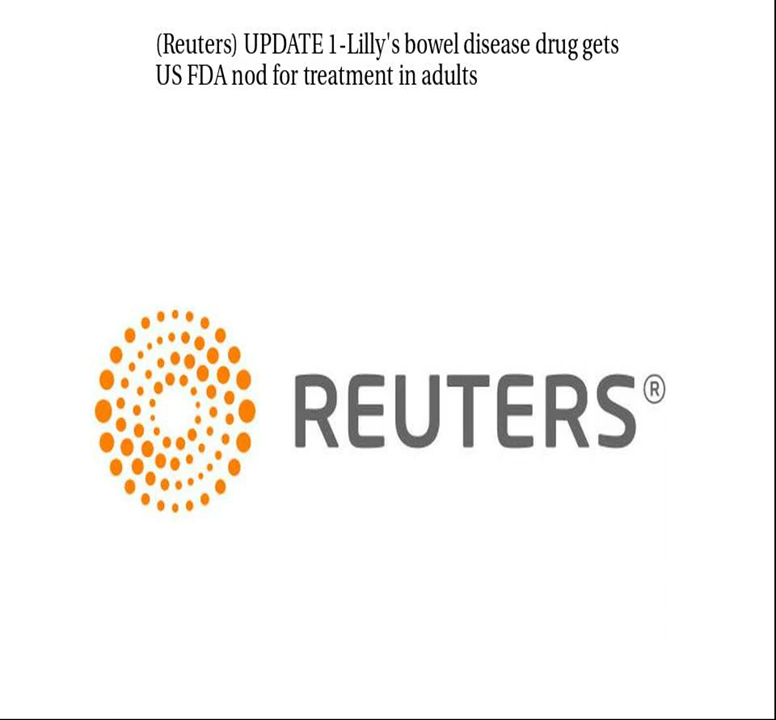 (Reuters) UPDATE 1-Lilly's bowel disease drug gets
US FDA nod for treatment in adults
REUTERS®